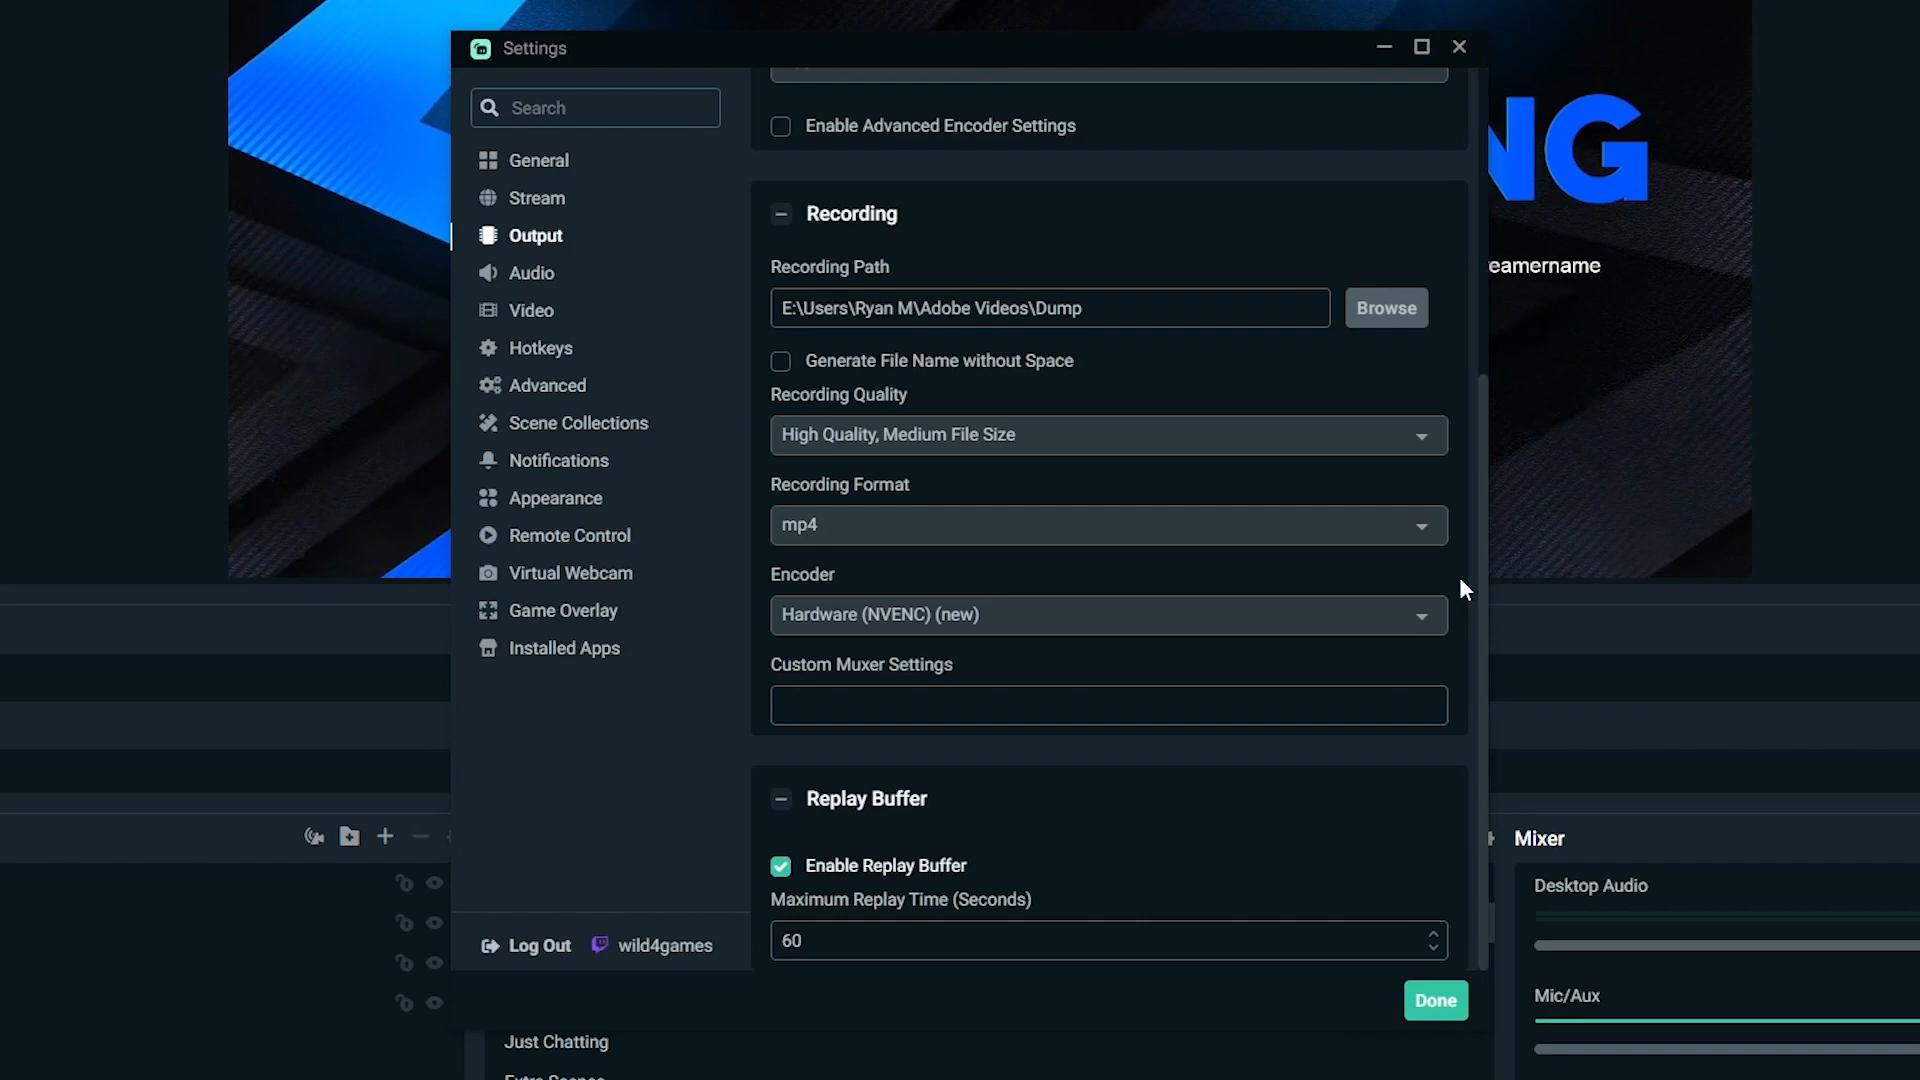 Settings
Search
General
Stream
Output
Audio
Video
Hotkeys
Advanced
Scene Collections
Notifications
Appearance
Remote Control
Virtual Webcam
Game Overlay
Installed Apps
Log Out
wild4games
Enable Advanced Encoder Settings
Recording
Recording Path
E:\Users\Ryan M\Adobe Videos\Dump
Browse
Generate File Name without Space
Recording Quality
High Quality, Medium File Size
Recording Format
mp4
Encoder
Hardware (NVENC) (new)
Custom Muxer Settings
Replay Buffer
Enable Replay Buffer
Maximum Replay Time (Seconds)
60
Done
NG
eamername
Mixer
Desktop Audio
Mic/Aux
Just Chatting